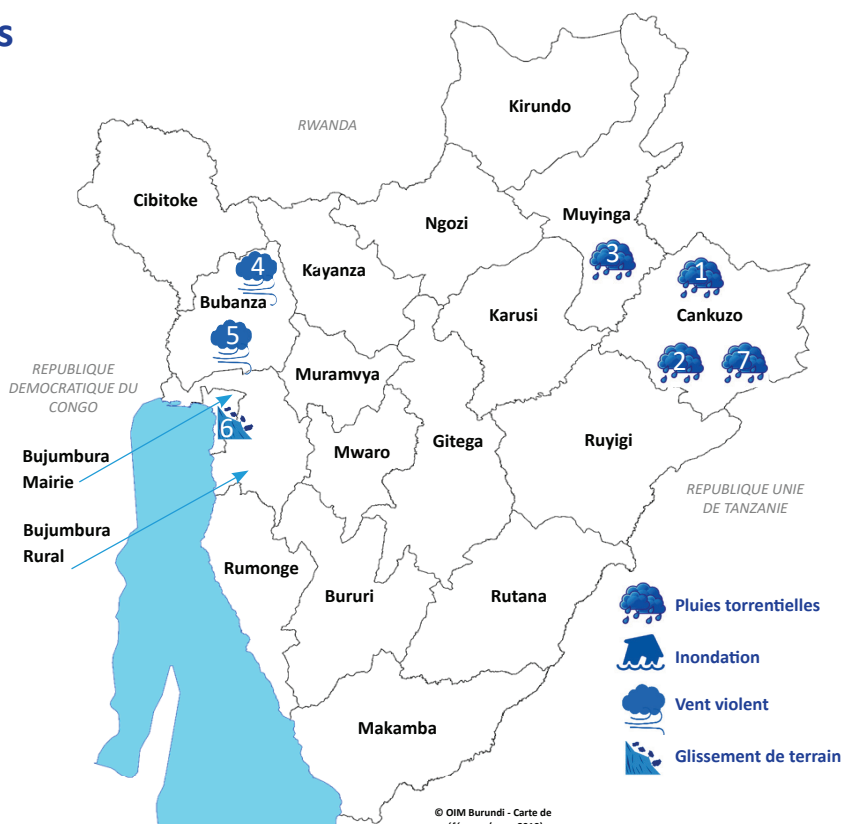 s
Kirundo
RWANDA
Cibitoke
Muyinga
Ngozi
3
4
Kayanza
1
Bubanza
Karusi
Cankuzo
5
2
7
REPUBLIQUE
DEMOCRATIQUE DU
CONGO
Muramvya
6
Bujumbura
Mairie
Mwaro
Gitega
Ruyigi
REPUBLIQUE UNIE
DE TANZANIE
Bujumbura
Rural
Rumonge
Bururi
Rutana
Pluies torrentielles
Inondation
Vent violent
Glissement de terrain
Makamba
© OIM Burundi - Carte de